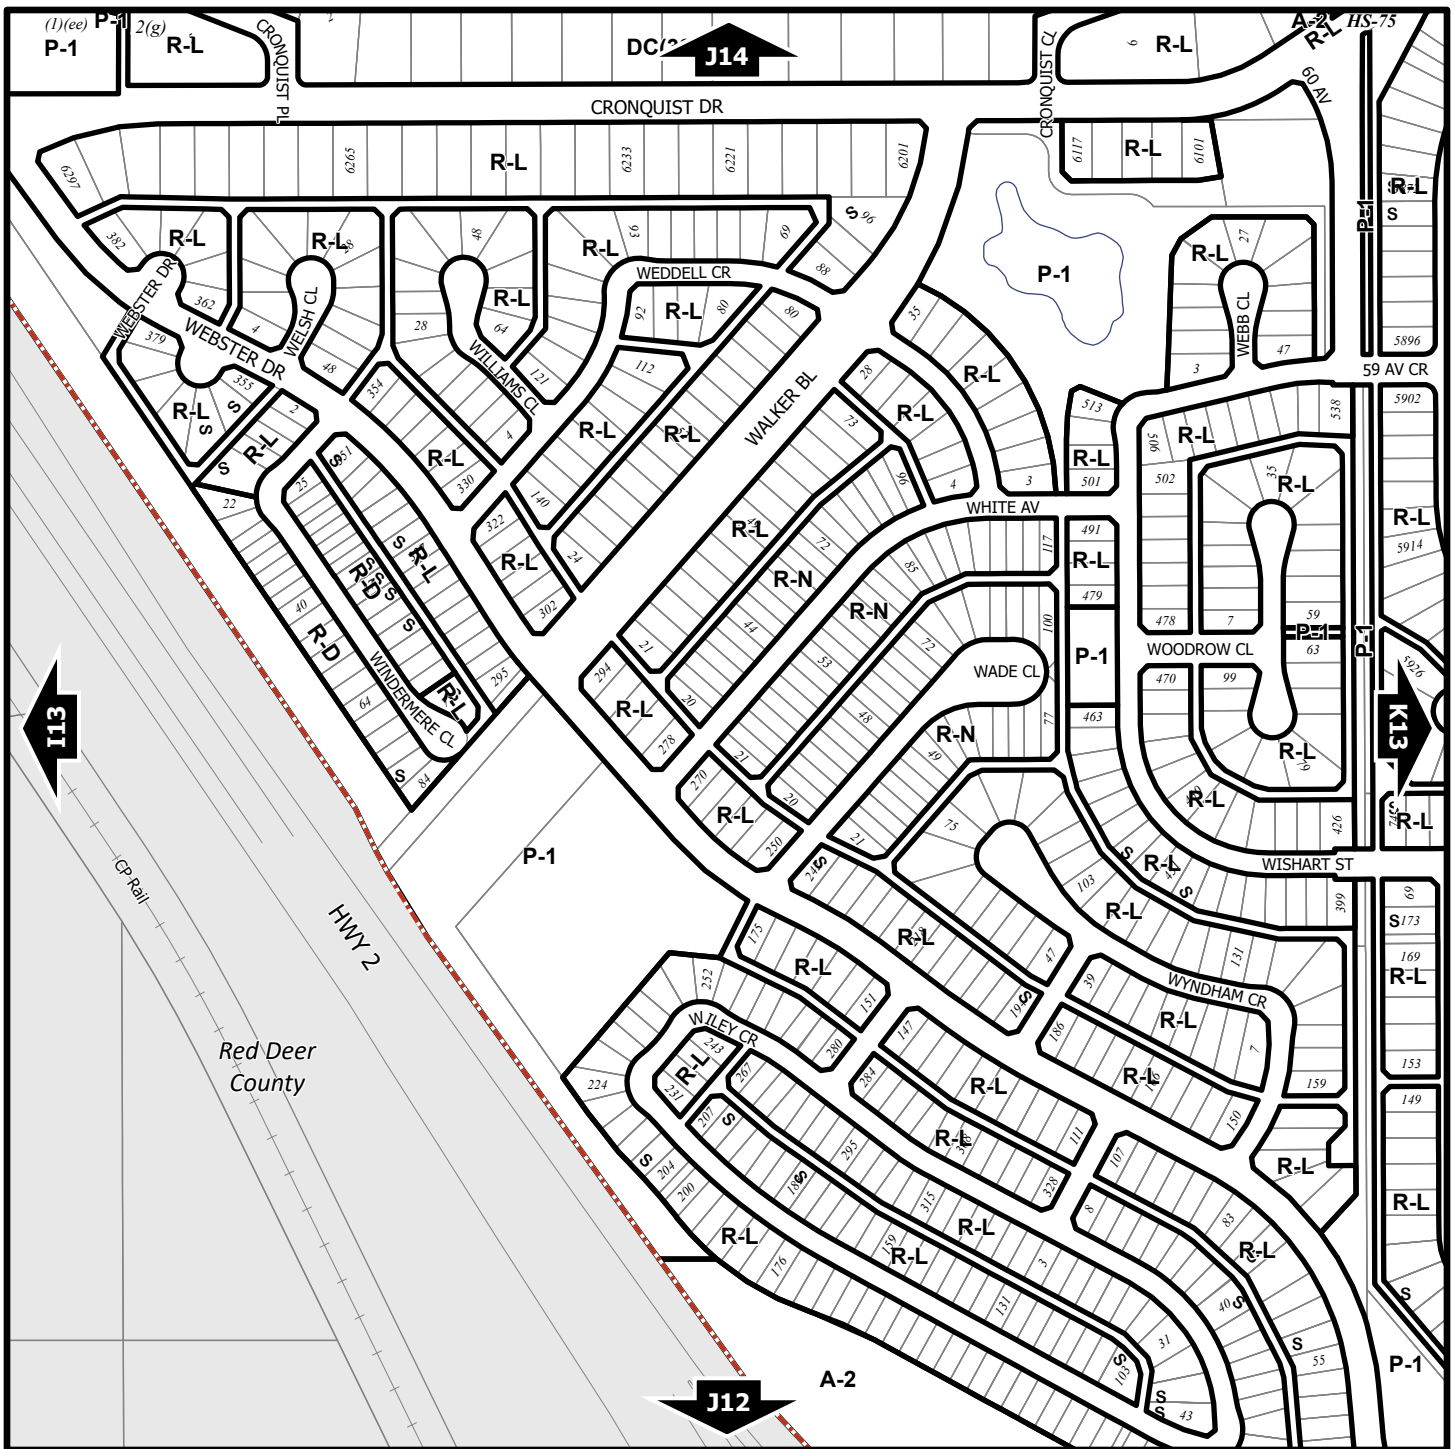 (1)(ee)
P-1
2(g)
P-1
R-L
CRONQUIST PL
J14
CRONQUIST CL
9
R-L
A-2
HS-75
R-L
60 AV
CRONQUIST DR
6297
6265
R-L
6233
6221
6201
6117
R-L
6101
R-L
S
P-1
382
R-L
R-L
48
R-L
93
69
S
96
88
WEDDELL CR
P-1
R-L
27
WEBB CL
3
47
5896
59 AV CR
WEBSTER DR
362
WEBSTER DR
4
WELSH CL
48
28
R-L
64
WILLIAMS CL
121
92
R-L
80
80
35
R-L
379
355
R-L
S
S
S
R-L
2
354
R-L
330
4
112
R-L
R-L
WALKER BL
28
R-L
73
96
4
3
513
R-L
501
505
R-L
538
502
5902
R-L
5914
35
R-L
22
25
S
R-L
S
S
S
S
R-D
S
40
R-D
64
WINDERMERE CL
R-L
295
S
84
322
R-L
302
140
24
R-L
72
R-N
WHITE AV
117
85
R-N
491
R-L
479
478
7
59
P-1
P-1
63
WOODROW CL
21
44
53
72
100
WADE CL
P-1
470
99
5926
294
R-L
278
20
48
R-N
77
463
R-L
79
I13
K13
270
R-L
250
21
20
49
21
R-L
426
S
R-L
P-1
CP Rail
HWY 2
75
103
S
R-L
S
WISHART ST
399
69
S
173
R-L
S
R-L
47
131
169
R-L
153
175
R-L
151
S
39
WYNDHAM CR
R-L
7
159
252
WILEY CR
280
243
R-L
231
224
267
147
186
R-L
150
149
Red Deer
County
284
R-L
111
207
S
R-L
328
107
R-L
295
S
204
200
S
315
R-L
8
83
R-L
R-L
R-L
176
159
R-L
3
131
40
S
S
S
31
S
103
S
S
43
55
P-1
A-2
J12